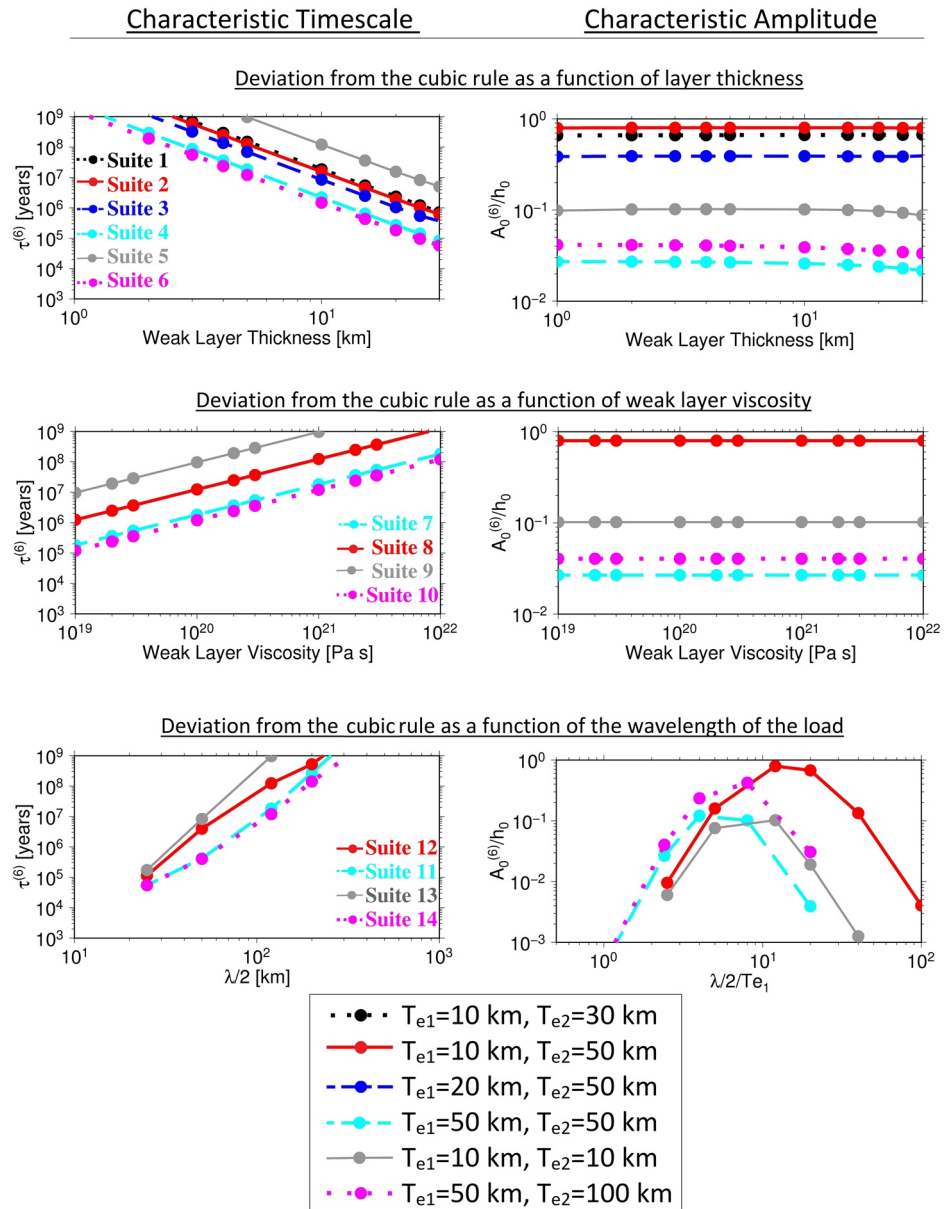 Characteristic Timescale
Characteristic Amplitude
Deviation from the cubic rule as a function of layer thickness
10⁹
10⁸
10⁷
10⁶
10⁵
10⁴
10³
τ⁽⁶⁾ [years]
Suite 1
Suite 2
Suite 3
Suite 4
Suite 5
Suite 6
10⁰
10¹
Weak Layer Thickness [km]
10⁰
10⁻¹
10⁻²
A₀⁽⁶⁾/h₀
10⁰
10¹
Weak Layer Thickness [km]
Deviation from the cubic rule as a function of weak layer viscosity
10⁹
10⁸
10⁷
10⁶
10⁵
10⁴
10³
τ⁽⁶⁾ [years]
Suite 7
Suite 8
Suite 9
Suite 10
10¹⁹
10²⁰
10²¹
10²²
Weak Layer Viscosity [Pa s]
10⁰
10⁻¹
10⁻²
A₀⁽⁶⁾/h₀
10¹⁹
10²⁰
10²¹
10²²
Weak Layer Viscosity [Pa s]
Deviation from the cubic rule as a function of the wavelength of the load
10⁹
10⁸
10⁷
10⁶
10⁵
10⁴
10³
τ⁽⁶⁾ [years]
Suite 12
Suite 11
Suite 13
Suite 14
10¹
10²
10³
λ/2 [km]
10⁰
10⁻¹
10⁻²
10⁻³
A₀⁽⁶⁾/h₀
10⁰
10¹
10²
λ/2/Te₁
Tₑ₁=10 km, Tₑ₂=30 km
Tₑ₁=10 km, Tₑ₂=50 km
Tₑ₁=20 km, Tₑ₂=50 km
Tₑ₁=50 km, Tₑ₂=50 km
Tₑ₁=10 km, Tₑ₂=10 km
Tₑ₁=50 km, Tₑ₂=100 km